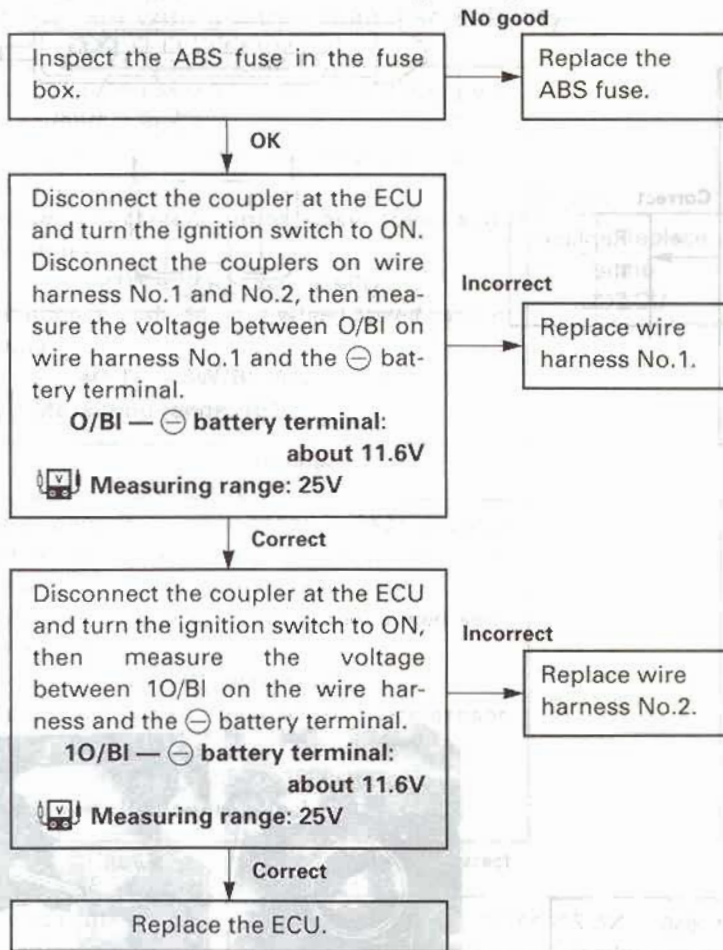 No good
Inspect the ABS fuse in the fuse
box.
Replace the
ABS fuse.
OK
Disconnect the coupler at the ECU
and turn the ignition switch to ON.
Disconnect the couplers on wire
harness No.1 and No.2, then mea-
sure the voltage between O/Bl on
wire harness No.1 and the ⊖ bat-
tery terminal.
O/Bl — ⊖ battery terminal:
about 11.6V
V Measuring range: 25V
Incorrect
Replace wire
harness No.1.
Correct
Disconnect the coupler at the ECU
and turn the ignition switch to ON,
then measure the voltage
between 1O/Bl on the wire har-
ness and the ⊖ battery terminal.
1O/Bl — ⊖ battery terminal:
about 11.6V
V Measuring range: 25V
Incorrect
Replace wire
harness No.2.
Correct
Replace the ECU.